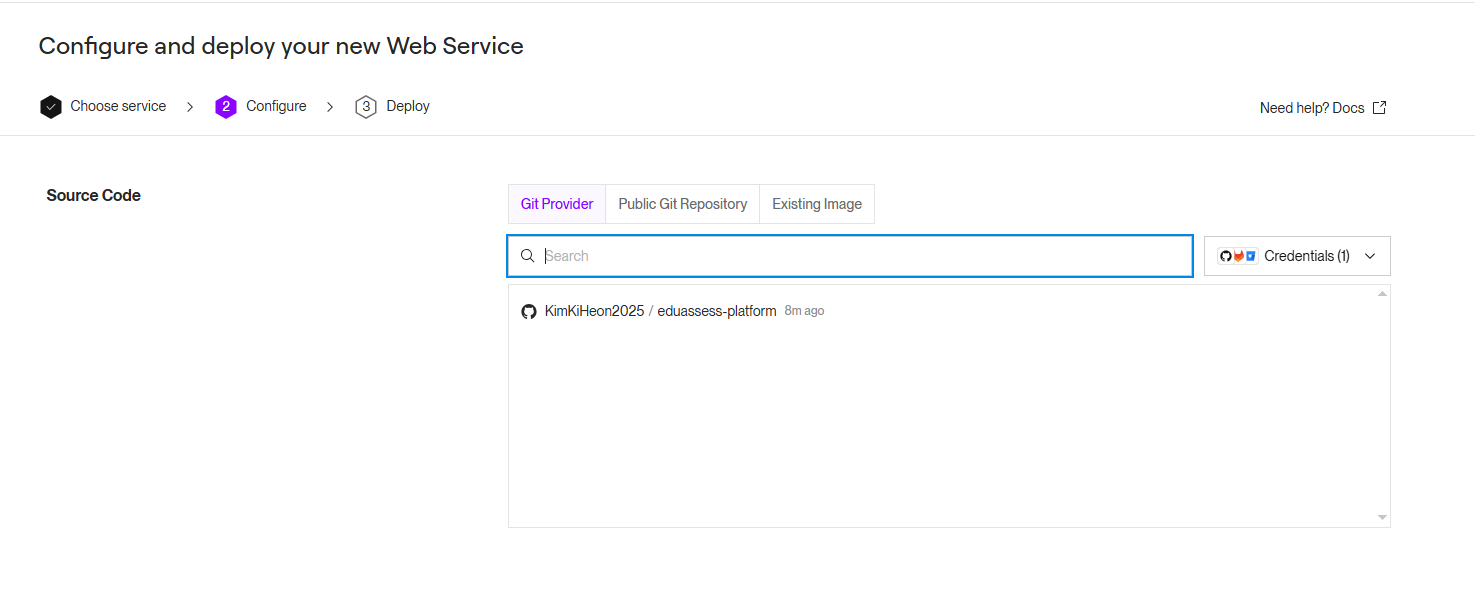 Configure and deploy your new Web Service
Choose service > 2 Configure > 3 Deploy
Need help? Docs
Source Code
Git Provider Public Git Repository Existing Image
Search
Credentials (1)
KimKiHeon2025 / eduassess-platform 8m ago